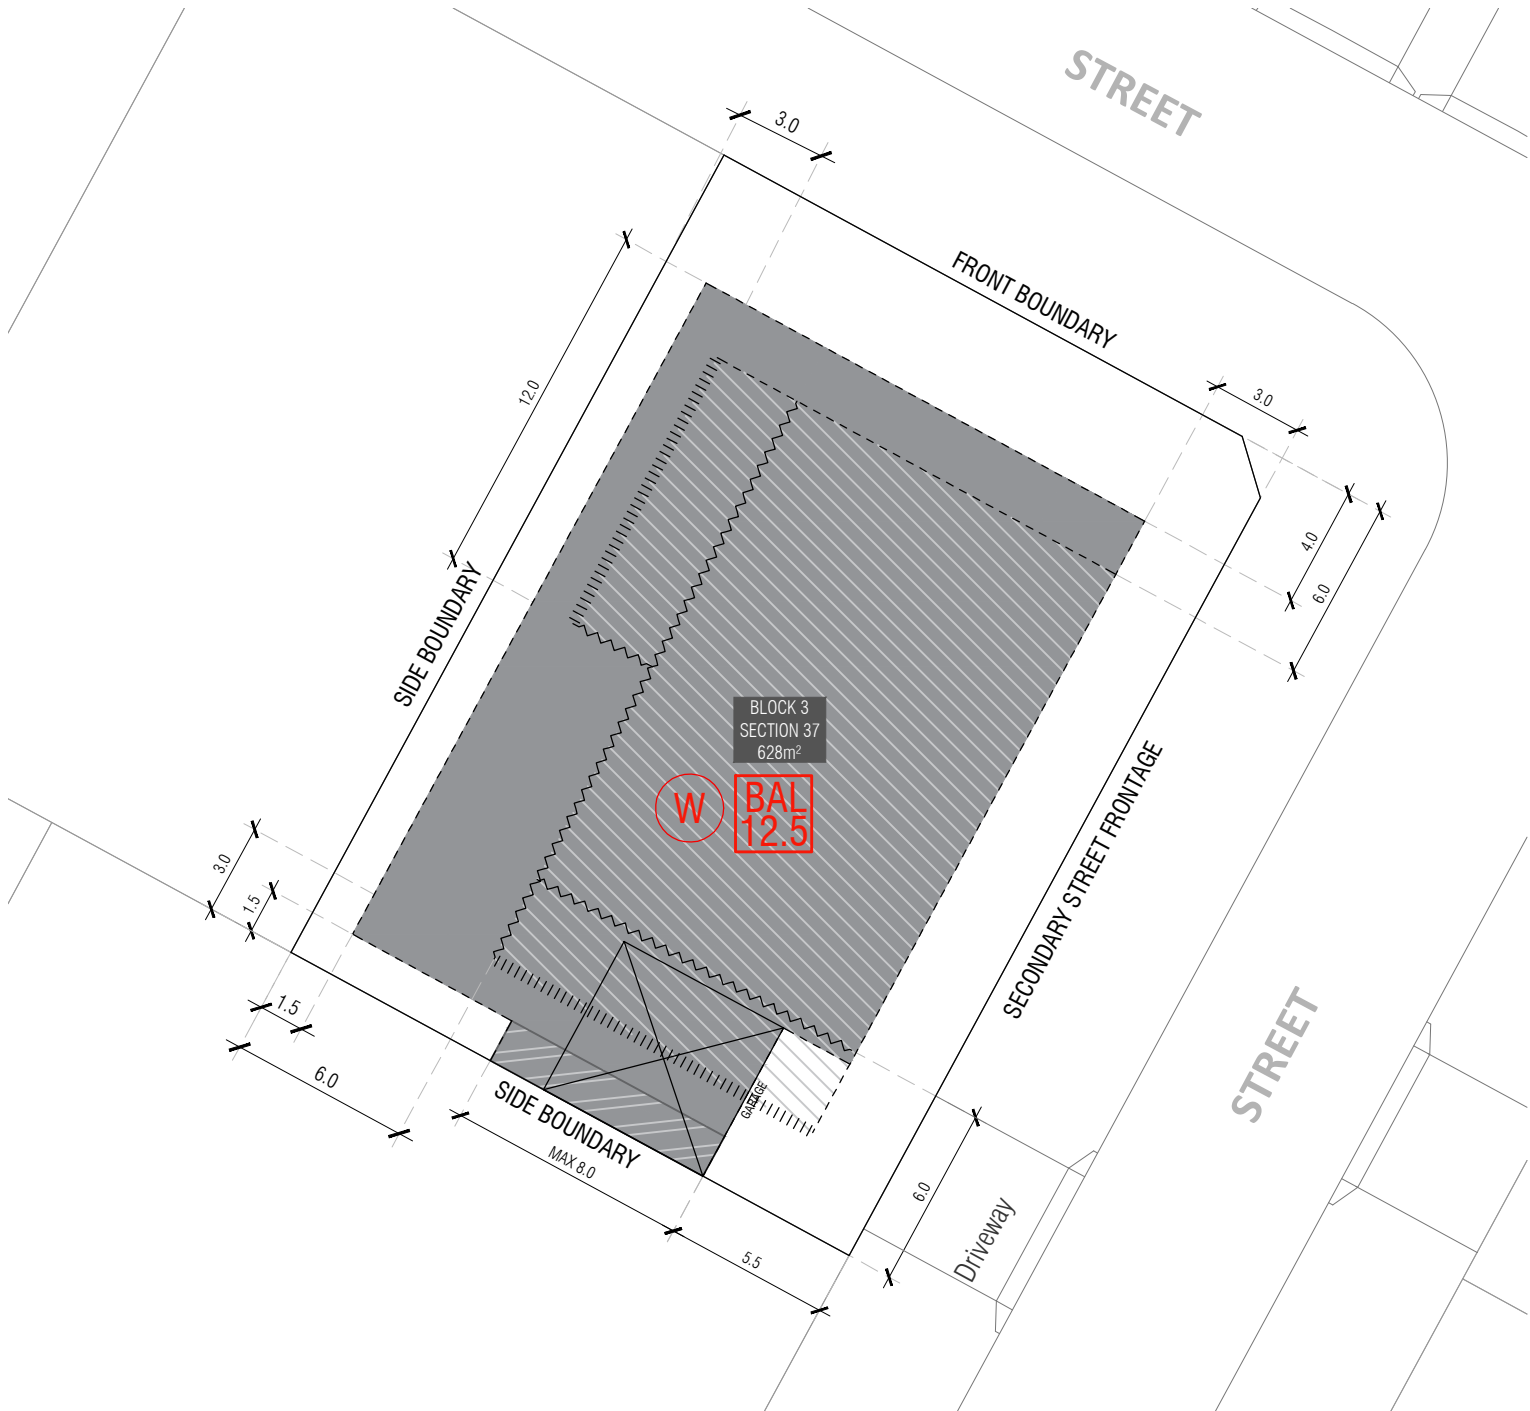 STREET
3.0
FRONT BOUNDARY
3.0
12.0
4.0
6.0
SIDE BOUNDARY
BLOCK 3
SECTION 37
628m²
W
BAL
12.5
SECONDARY STREET FRONTAGE
3.0
1.5
1.5
6.0
SIDE BOUNDARY
MAX 8.0
GARAGE
5.5
6.0
Driveway
STREET